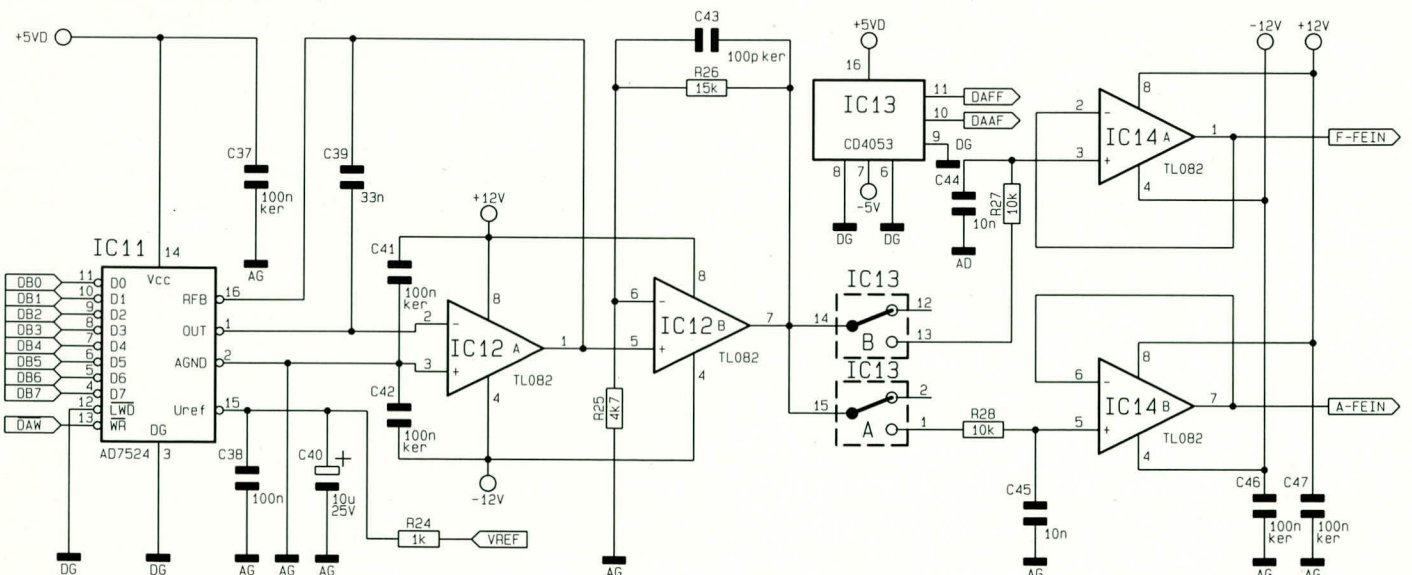 +5VD
C37
100n
ker
AG
C39
33n
IC11
14
Vcc
DB0 11 D0
DB1 10 D1
DB2 9 D2
DB3 8 D3
DB4 7 D4
DB5 6 D5
DB6 5 D6
DB7 4 D7
12 LWD
DAW 13 WR
RFB 16
OUT 1
AGND 2
Uref 15
DG
AD7524
3
DG
DG
C38
100n
AG
AG
C40
+
10u
25V
AG
R24
1k
VREF
C41
100n
ker
C42
100n
ker
+12V
8
2
-
3
+
IC12 A
1
TL082
4
-12V
C43
100p ker
R26
15k
R25
4k7
AG
8
6
-
5
+
IC12 B
7
TL082
4
+5VD
16
IC13
CD4053
11 DAFF
10 DAAF
9 DG
8
7
6
DG
-5V
DG
C44
10n
AD
R27
10k
IC13
14
12
13
B
IC13
15
2
1
A
R28
10k
C45
10n
AG
-12V
+12V
8
2
-
3
+
IC14 A
1
TL082
4
F-FEIN
8
6
-
5
+
IC14 B
7
TL082
4
A-FEIN
C46
100n
ker
AG
C47
100n
ker
AG